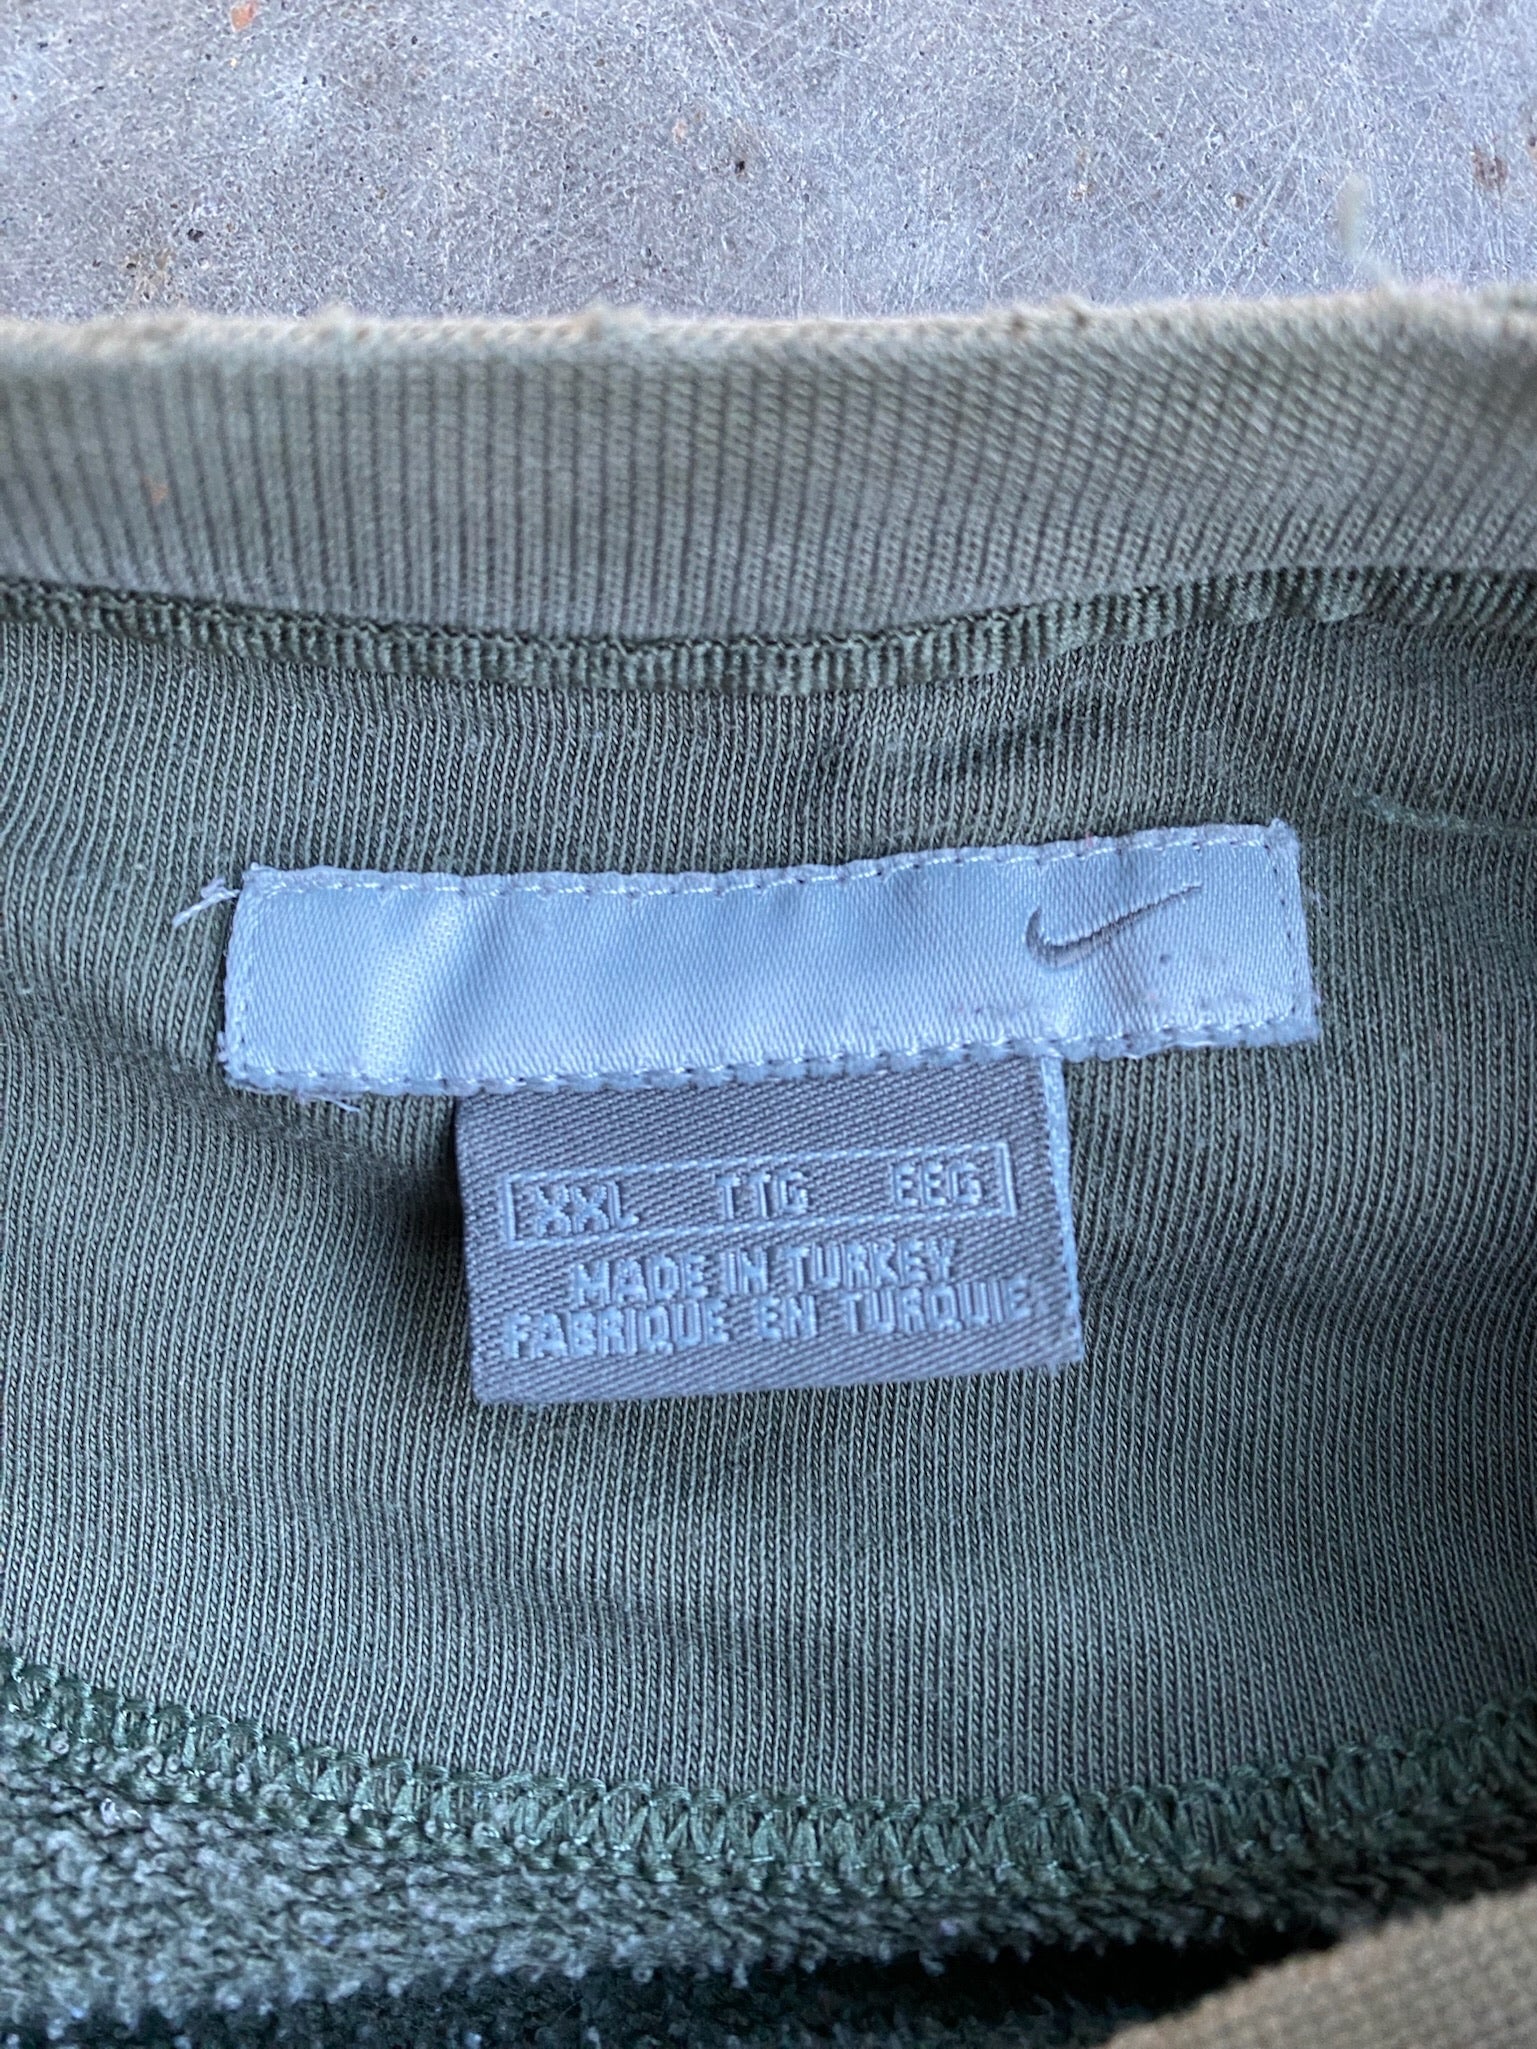 XXL TTG EEG
MADE IN TURKEY
FABRIQUE EN TURQUIE